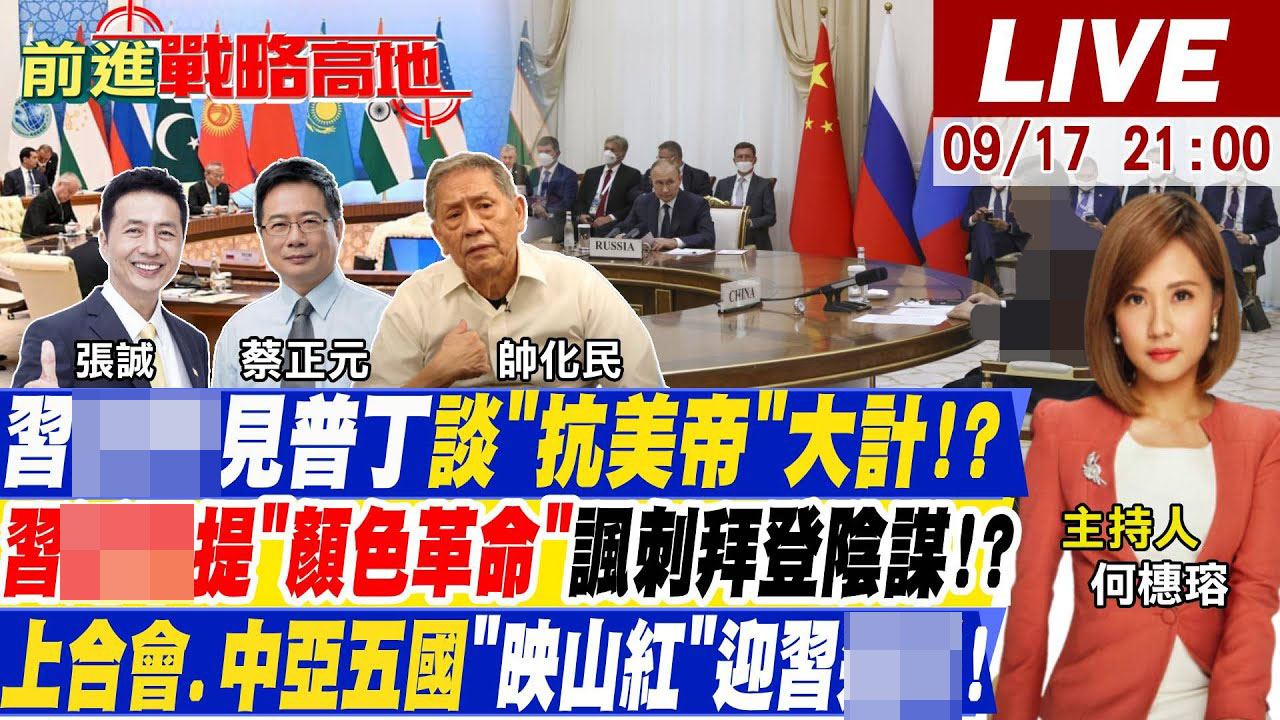 前進戰略高地
LIVE
09/17 21:00
RUSSIA
CHINA
張誠
蔡正元
帥化民
習 見普丁談"抗美帝"大計!?
習 提"顏色革命"諷刺拜登陰謀!?
上合會.中亞五國"映山紅"迎習 !
主持人
何橞瑢